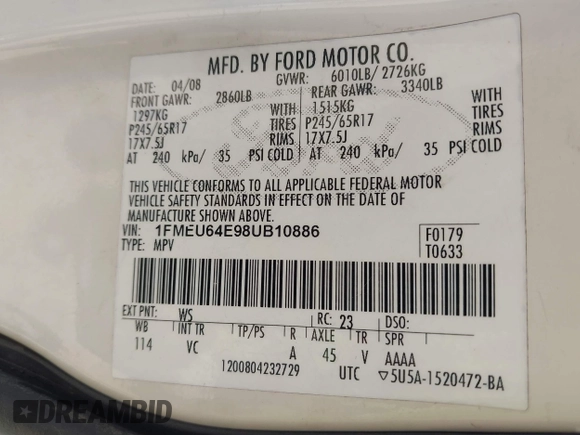 MFD. BY FORD MOTOR CO.
DATE: 04/08 GVWR: 6010LB/ 2726KG
FRONT GAWR: 2860LB REAR GAWR: 3340LB
1297KG WITH 1515KG WITH
P245/65R17 TIRES P245/65R17 TIRES
17X7.5J RIMS 17X7.5J RIMS
AT 240 kPa/ 35 PSI COLD AT 240 kPa/ 35 PSI COLD
THIS VEHICLE CONFORMS TO ALL APPLICABLE FEDERAL MOTOR
VEHICLE SAFETY STANDARDS IN EFFECT ON THE DATE OF
MANUFACTURE SHOWN ABOVE.
VIN: 1FMEU64E98UB10886 F0179
TYPE: MPV T0633
EXT PNT: WS RC: 23 DSO:
WB INT TR TP/PS R AXLE TR SPR
114 VC A 45 V AAAA
1200804232729 UTC ▽5U5A-1520472-BA
DREAMBID